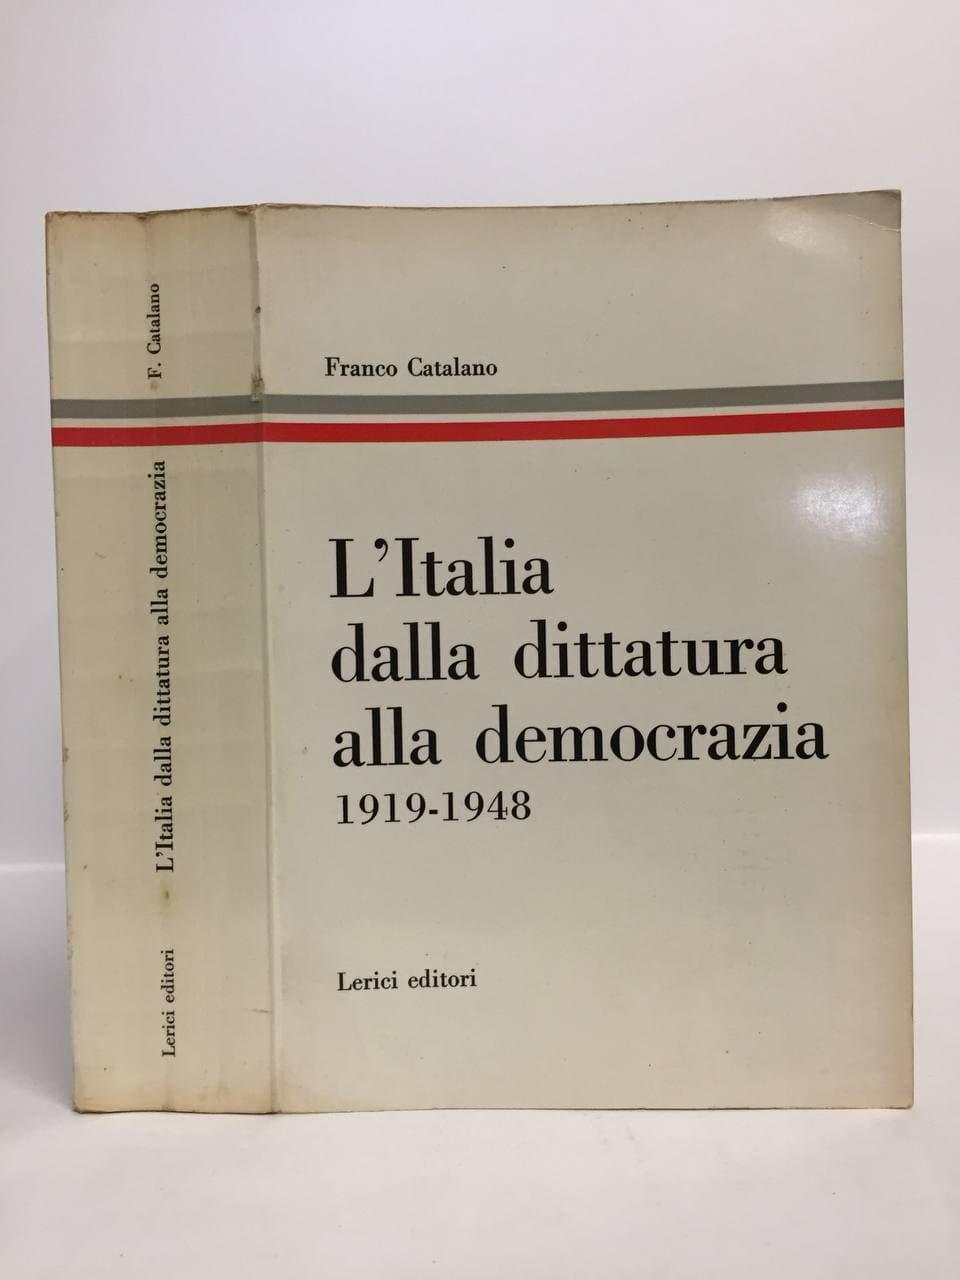 F. Catalano
L'Italia dalla dittatura alla democrazia
Lerici editori
Franco Catalano
L'Italia
dalla dittatura
alla democrazia
1919-1948
Lerici editori